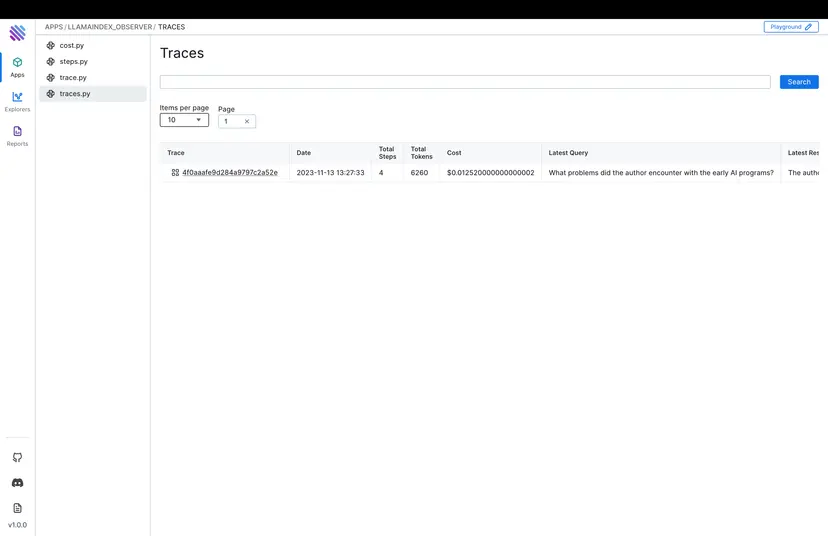 APPS / LLAMAINDEX_OBSERVER / TRACES
Playground
Apps
Explorers
Reports
v1.0.0
cost.py
steps.py
trace.py
traces.py
Traces
Search
Items per page
10
Page
1
Trace Date Total Steps Total Tokens Cost Latest Query Latest Res
4f0aaafe9d284a9797c2a52e 2023-11-13 13:27:33 4 6260 $0.012520000000000002 What problems did the author encounter with the early AI programs? The autho